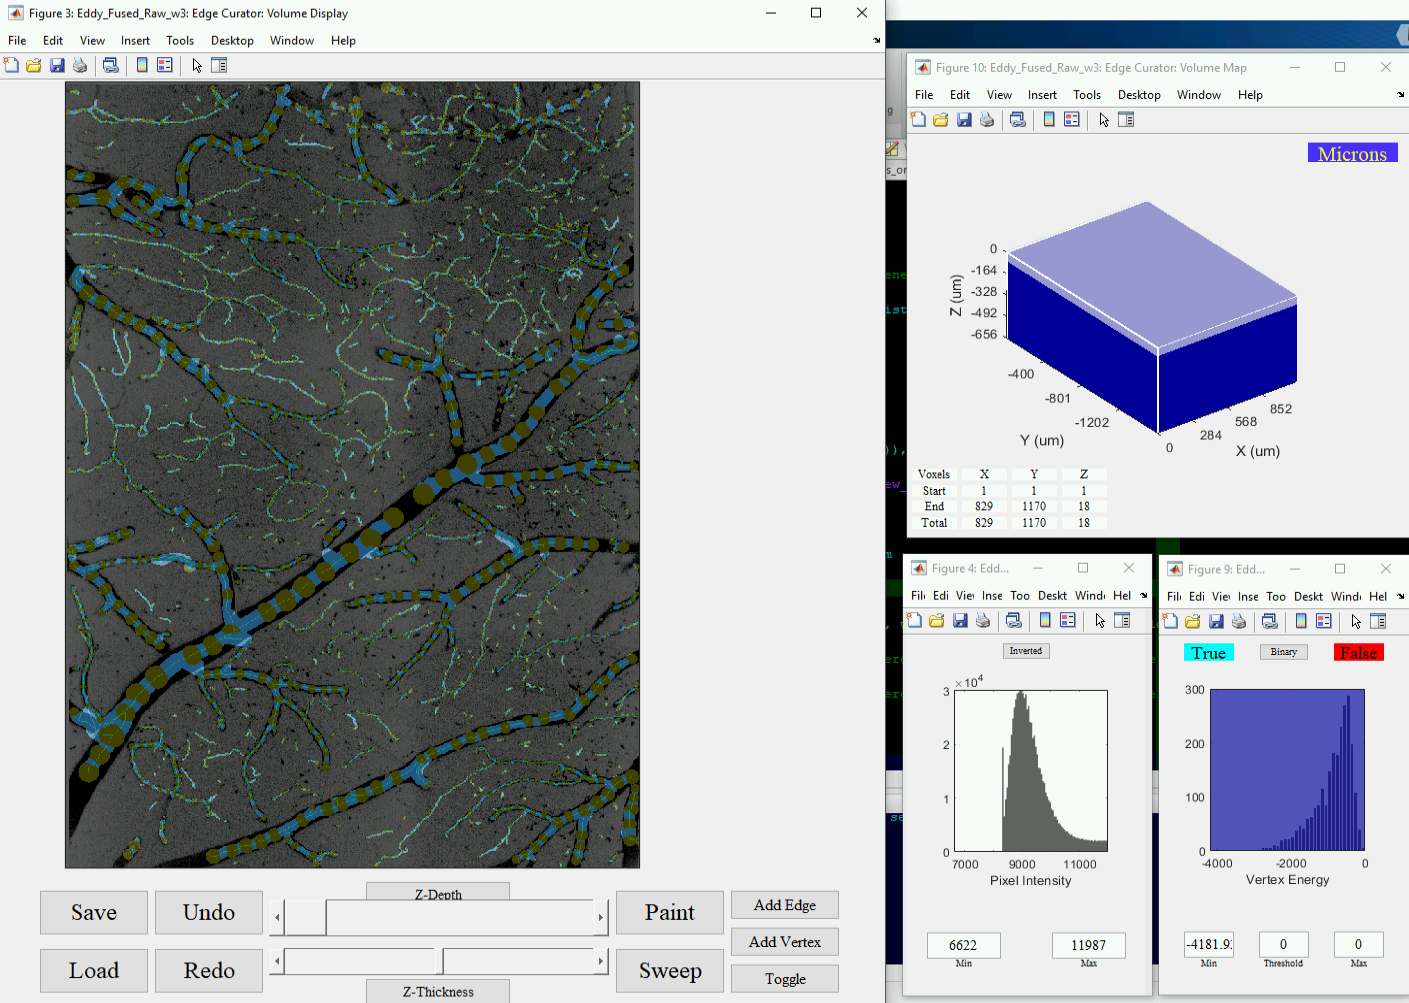 Figure 3: Eddy_Fused_Raw_w3: Edge Curator: Volume Display
File Edit View Insert Tools Desktop Window Help
Save Undo Z-Depth Paint Add Edge
Add Vertex
Load Redo Z-Thickness Sweep Toggle
Figure 10: Eddy_Fused_Raw_w3: Edge Curator: Volume Map
File Edit View Insert Tools Desktop Window Help
Microns
0
-164
-328
-492
-656
Z (um)
-400
-801
-1202
Y (um)
0
284
568
852
X (um)
Voxels X Y Z
Start 1 1 1
End 829 1170 18
Total 829 1170 18
Figure 4: Edd...
Fil Edi Vie Inse Too Deskt Wind Hel
Inverted
×10^4
3
2
1
0
7000 9000 11000
Pixel Intensity
6622 11987
Min Max
Figure 9: Edd...
Fil Edi Vie Inse Too Deskt Wind Hel
True Binary False
300
200
100
0
-4000 -2000 0
Vertex Energy
-4181.9 0 0
Min Threshold Max